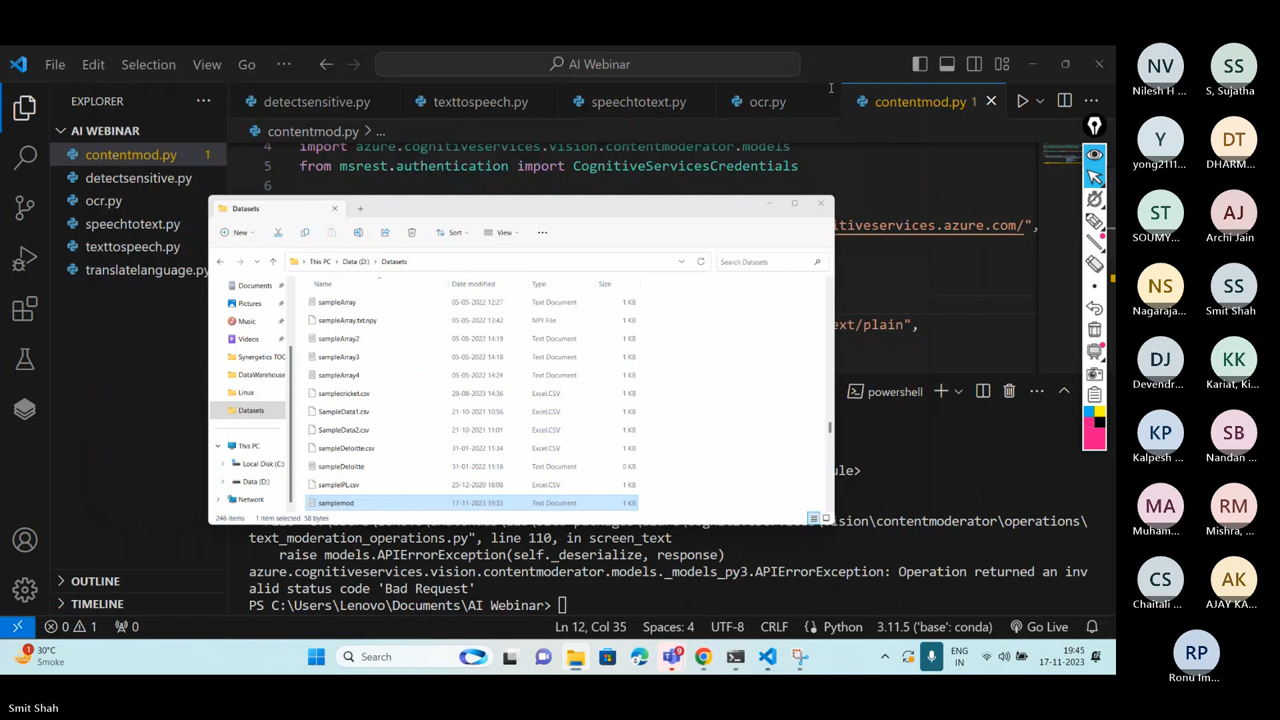 File Edit Selection View Go ··· AI Webinar
EXPLORER
AI WEBINAR
contentmod.py 1
detectsensitive.py
ocr.py
speechtotext.py
texttospeech.py
translatelanguage.py
OUTLINE
TIMELINE
detectsensitive.py texttospeech.py speechtotext.py ocr.py contentmod.py 1
contentmod.py > ...
4 import azure.cognitiveservices.vision.contentmoderator.models
5 from msrest.authentication import CognitiveServicesCredentials
6
itiveservices.azure.com/",
ext/plain",
Datasets
New Sort View
This PC > Data (D:) > Datasets Search Datasets
Documents
Pictures
Music
Videos
Synergetics TOC
DataWarehouse
Linux
Datasets
This PC
Local Disk (C:)
Data (D:)
Network
Name Date modified Type Size
sampleArray 05-05-2022 12:27 Text Document 1 KB
sampleArray.txt.npy 05-05-2022 13:42 NPY File 1 KB
sampleArray2 05-05-2022 14:19 Text Document 1 KB
sampleArray3 05-05-2022 14:18 Text Document 1 KB
sampleArray4 05-05-2022 14:24 Text Document 1 KB
samplecricket.csv 28-08-2023 14:36 Excel.CSV 1 KB
SampleData1.csv 21-10-2021 10:56 Excel.CSV 1 KB
SampleData2.csv 21-10-2021 11:01 Excel.CSV 1 KB
sampleDeloitte.csv 31-01-2022 11:34 Excel.CSV 1 KB
sampleDeloitte 31-01-2022 11:16 Text Document 0 KB
sampleIPL.csv 25-12-2020 18:08 Excel.CSV 1 KB
samplemod 17-11-2023 19:33 Text Document 1 KB
246 items 1 item selected 58 bytes
powershell
ule>
ision\contentmoderator\operations\
text_moderation_operations.py", line 110, in screen_text
raise models.APIErrorException(self._deserialize, response)
azure.cognitiveservices.vision.contentmoderator.models._models_py3.APIErrorException: Operation returned an inv
alid status code 'Bad Request'
PS C:\Users\Lenovo\Documents\AI Webinar>
0 1 0 Ln 12, Col 35 Spaces: 4 UTF-8 CRLF Python 3.11.5 ('base': conda) Go Live
1 30°C
Smoke
Search
9
ENG
IN
19:45
17-11-2023
NV SS
Nilesh H ... S, Sujatha
Y DT
yong2111... DHARM...
ST AJ
SOUMY... Archi Jain
NS SS
Nagaraja... Smit Shah
DJ KK
Devendr... Kariat, Ki...
KP SB
Kalpesh ... Nandan ...
MA RM
Muham... Mishra, ...
CS AK
Chaitali ... AJAY KA...
RP
Ronu Im...
Smit Shah